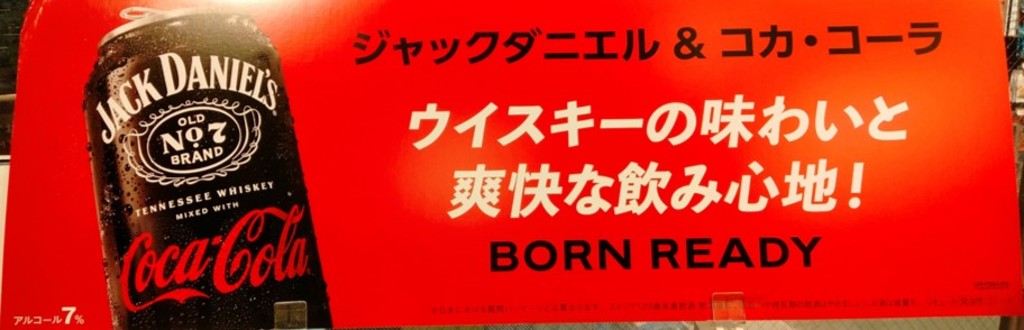 JACK DANIEL'S
OLD
No.7
BRAND
TENNESSEE WHISKEY
MIXED WITH
Coca-Cola
アルコール7%
ジャックダニエル & コカ・コーラ
ウイスキーの味わいと
爽快な飲み心地!
BORN READY